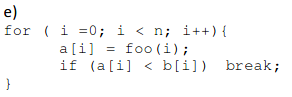 e)
for ( i =0; i < n; i++){
a[i] = foo(i);
if (a[i] < b[i]) break;
}